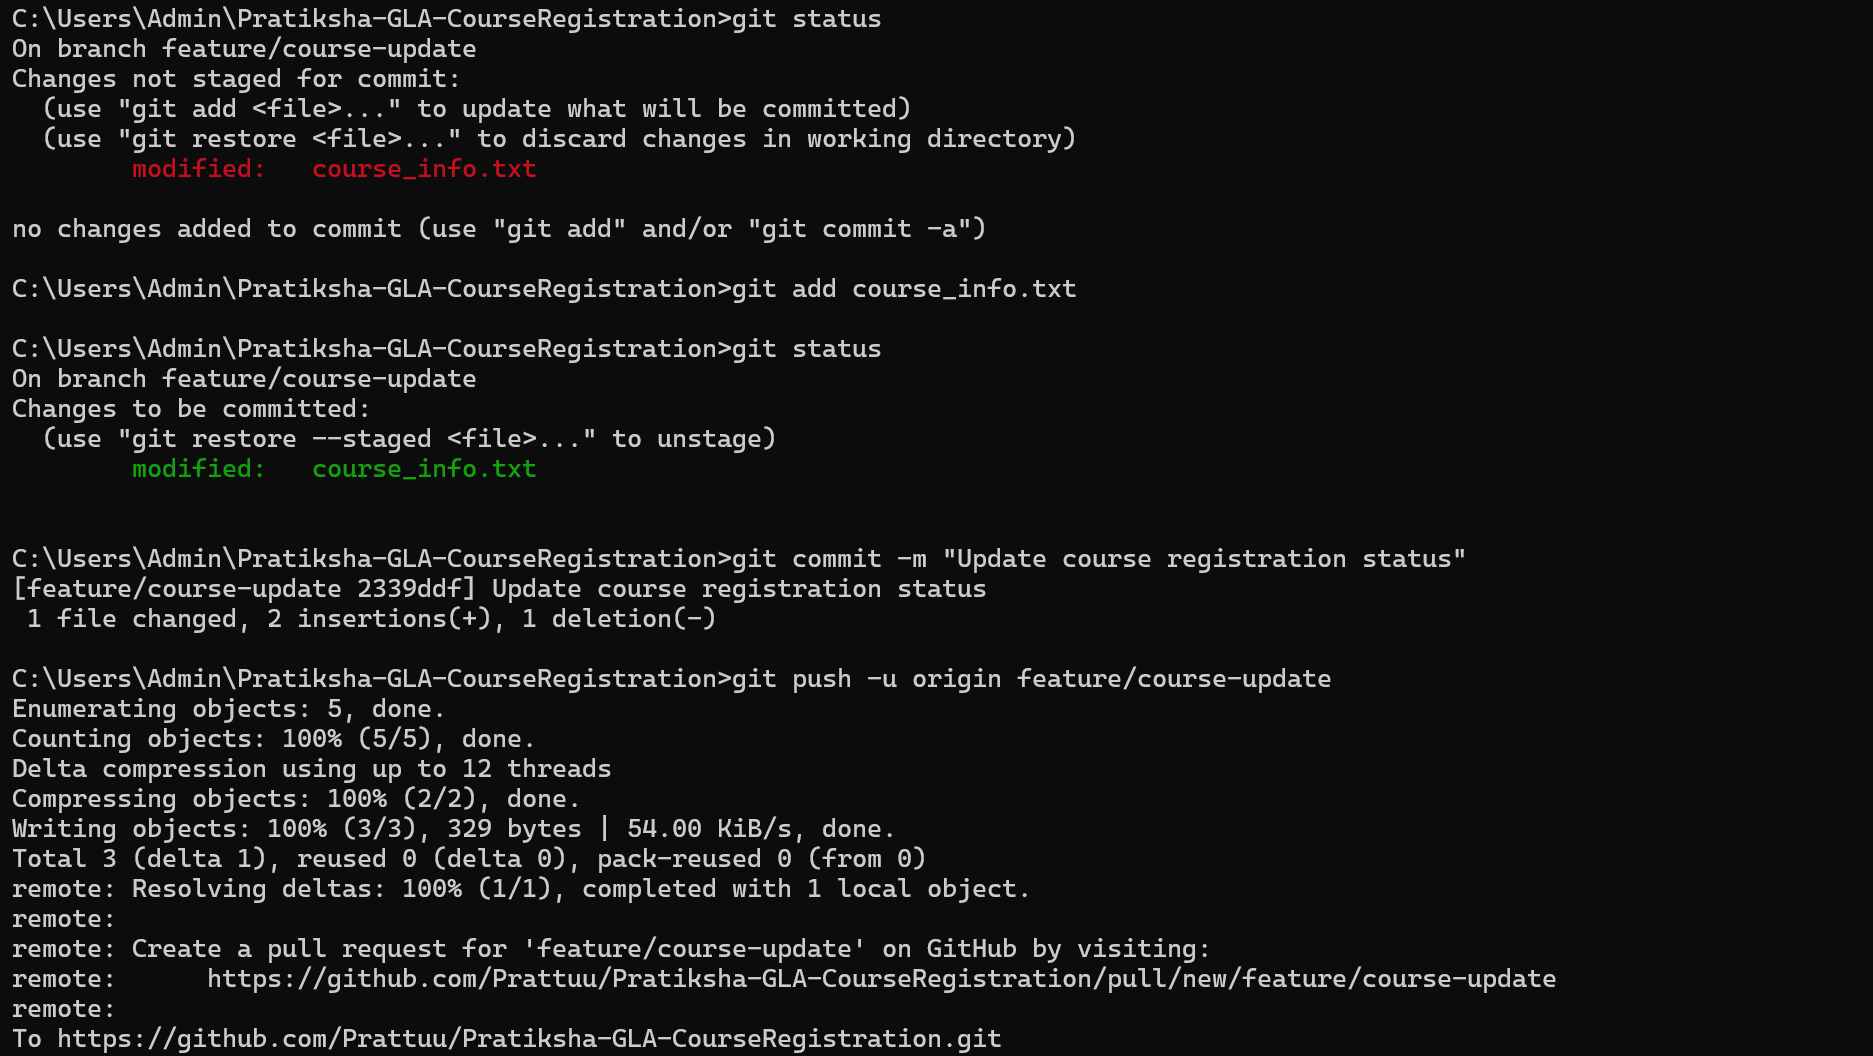 C:\Users\Admin\Pratiksha-GLA-CourseRegistration>git status
On branch feature/course-update
Changes not staged for commit:
  (use "git add <file>..." to update what will be committed)
  (use "git restore <file>..." to discard changes in working directory)
        modified:   course_info.txt

no changes added to commit (use "git add" and/or "git commit -a")

C:\Users\Admin\Pratiksha-GLA-CourseRegistration>git add course_info.txt

C:\Users\Admin\Pratiksha-GLA-CourseRegistration>git status
On branch feature/course-update
Changes to be committed:
  (use "git restore --staged <file>..." to unstage)
        modified:   course_info.txt


C:\Users\Admin\Pratiksha-GLA-CourseRegistration>git commit -m "Update course registration status"
[feature/course-update 2339ddf] Update course registration status
 1 file changed, 2 insertions(+), 1 deletion(-)

C:\Users\Admin\Pratiksha-GLA-CourseRegistration>git push -u origin feature/course-update
Enumerating objects: 5, done.
Counting objects: 100% (5/5), done.
Delta compression using up to 12 threads
Compressing objects: 100% (2/2), done.
Writing objects: 100% (3/3), 329 bytes | 54.00 KiB/s, done.
Total 3 (delta 1), reused 0 (delta 0), pack-reused 0 (from 0)
remote: Resolving deltas: 100% (1/1), completed with 1 local object.
remote:
remote: Create a pull request for 'feature/course-update' on GitHub by visiting:
remote:      https://github.com/Prattuu/Pratiksha-GLA-CourseRegistration/pull/new/feature/course-update
remote:
To https://github.com/Prattuu/Pratiksha-GLA-CourseRegistration.git